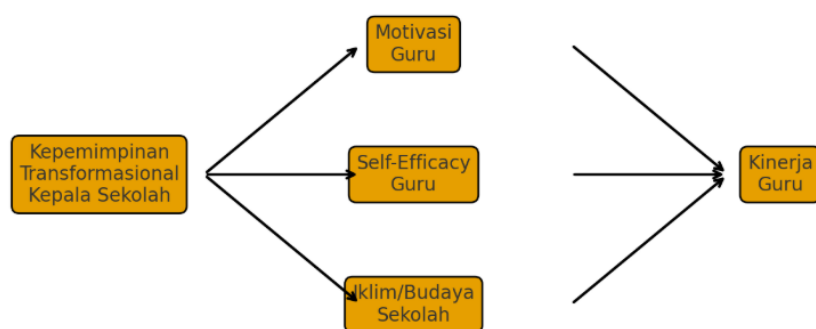 Motivasi
Guru
Kepemimpinan
Transformasional
Kepala Sekolah
Self-Efficacy
Guru
Kinerja
Guru
Iklim/Budaya
Sekolah